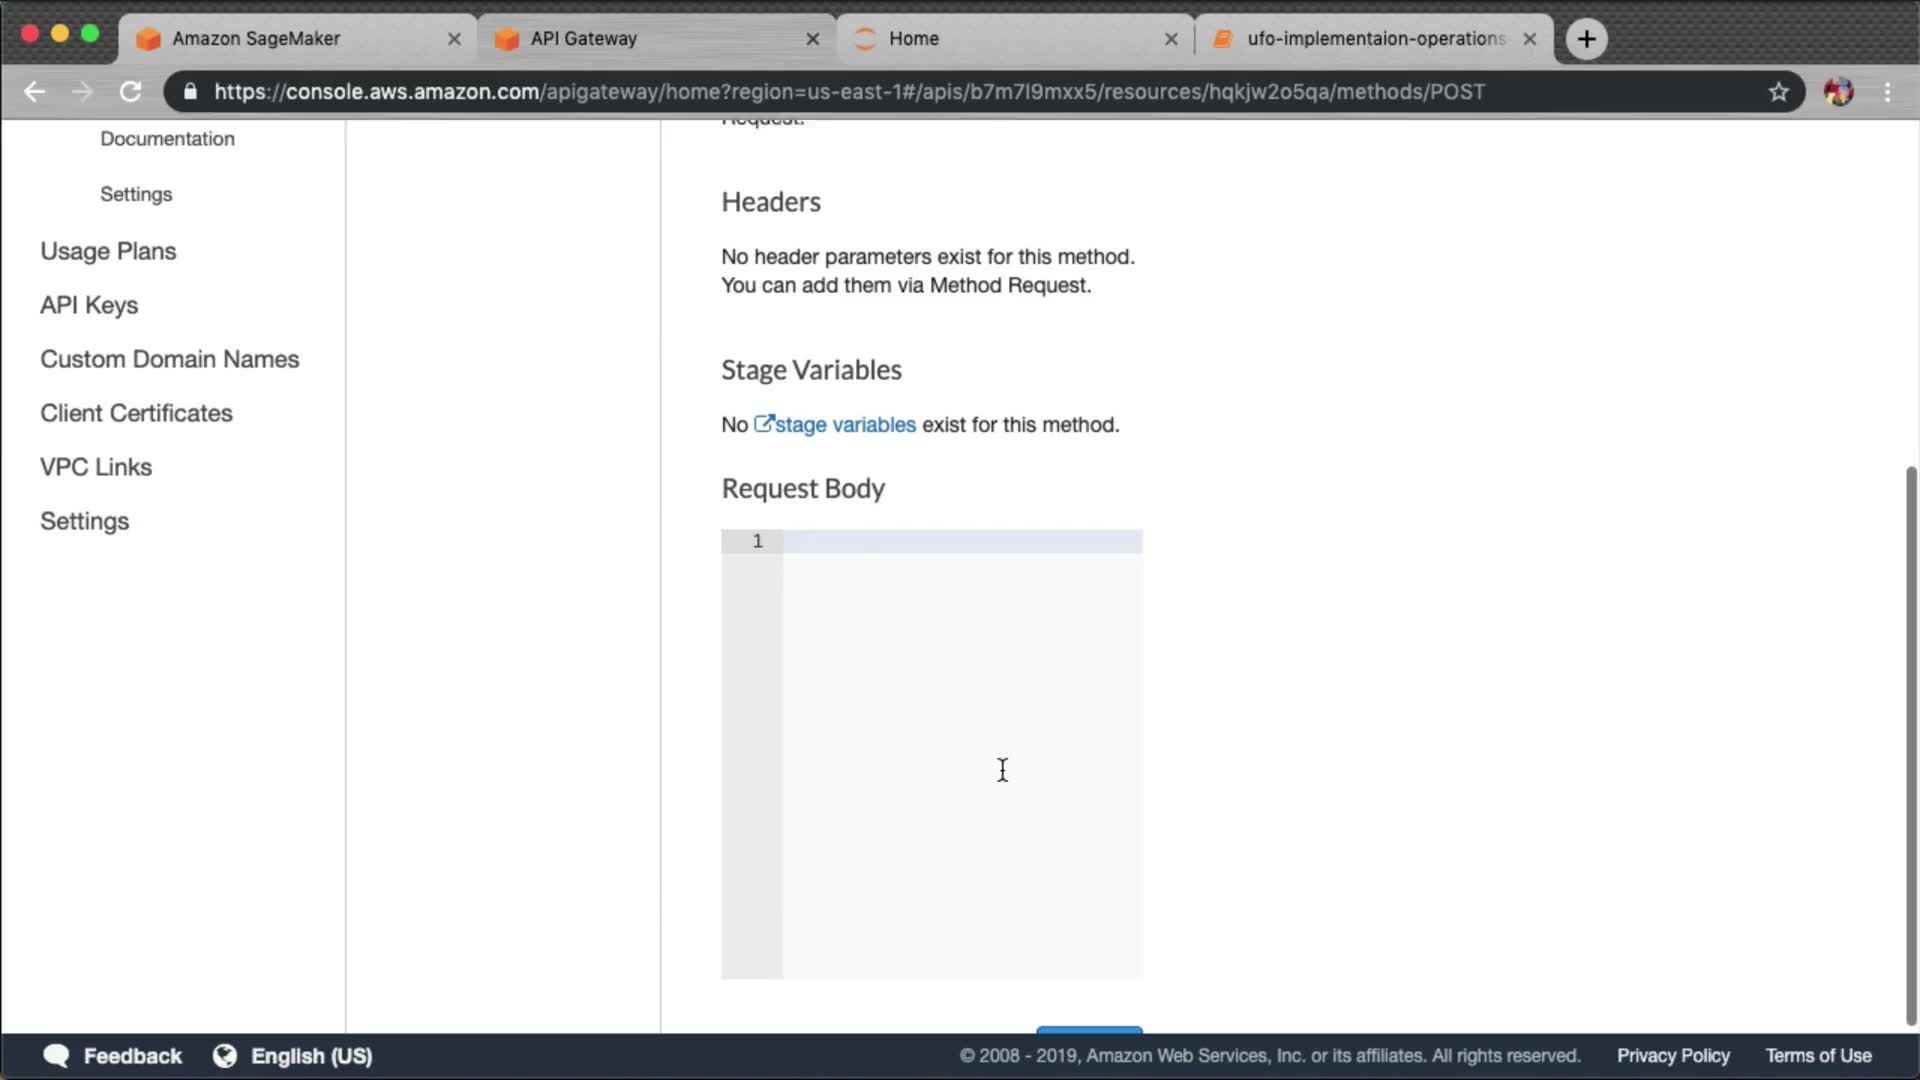 Amazon SageMaker
API Gateway
Home
ufo-implementaion-operations
https://console.aws.amazon.com/apigateway/home?region=us-east-1#/apis/b7m7l9mxx5/resources/hqkjw2o5qa/methods/POST
Documentation
Settings
Usage Plans
API Keys
Custom Domain Names
Client Certificates
VPC Links
Settings
Request.
Headers
No header parameters exist for this method.
You can add them via Method Request.
Stage Variables
No stage variables exist for this method.
Request Body
1
Feedback
English (US)
© 2008 - 2019, Amazon Web Services, Inc. or its affiliates. All rights reserved.
Privacy Policy
Terms of Use